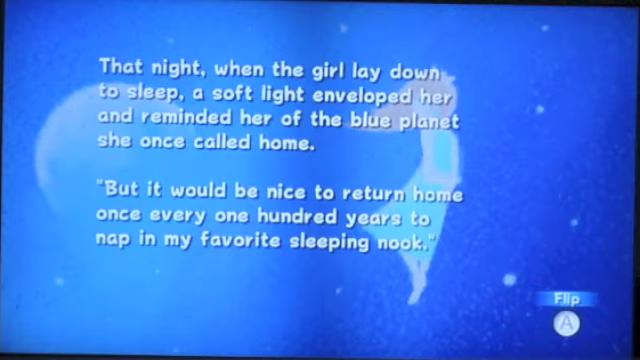 That night, when the girl lay down
to sleep, a soft light enveloped her
and reminded her of the blue planet
she once called home.
"But it would be nice to return home
once every one hundred years to
nap in my favorite sleeping nook."
Flip
A